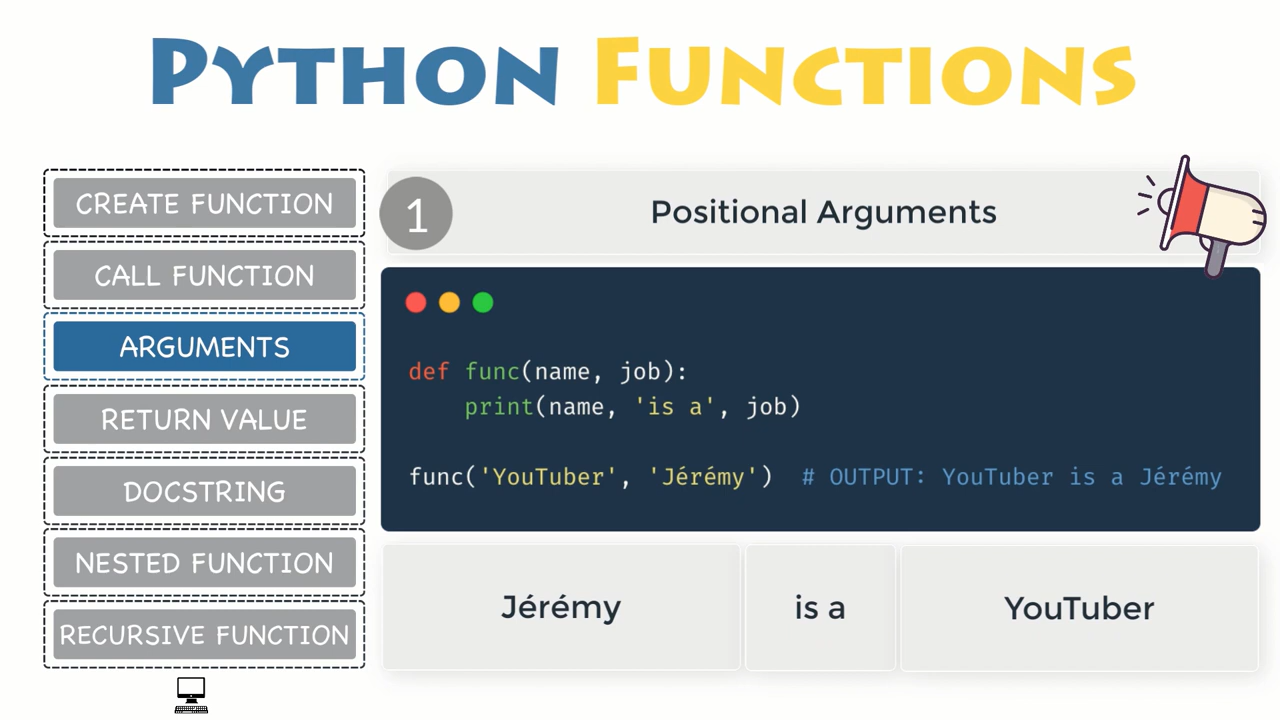 PYTHON FUNCTIONS
CREATE FUNCTION
CALL FUNCTION
ARGUMENTS
RETURN VALUE
DOCSTRING
NESTED FUNCTION
RECURSIVE FUNCTION
1
Positional Arguments
def func(name, job):
    print(name, 'is a', job)
func('YouTuber', 'Jérémy')  # OUTPUT: YouTuber is a Jérémy
Jérémy is a YouTuber